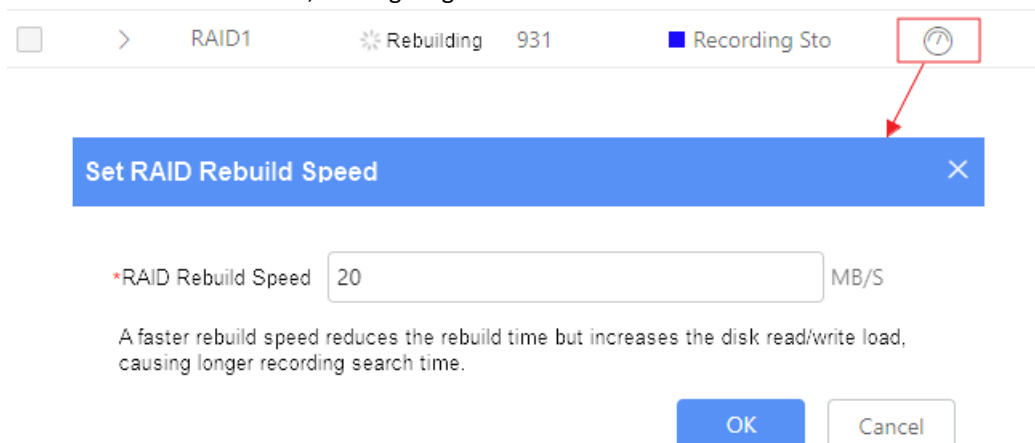 RAID1 Rebuilding 931 Recording Sto
Set RAID Rebuild Speed
*RAID Rebuild Speed 20 MB/S
A faster rebuild speed reduces the rebuild time but increases the disk read/write load,
causing longer recording search time.
OK Cancel